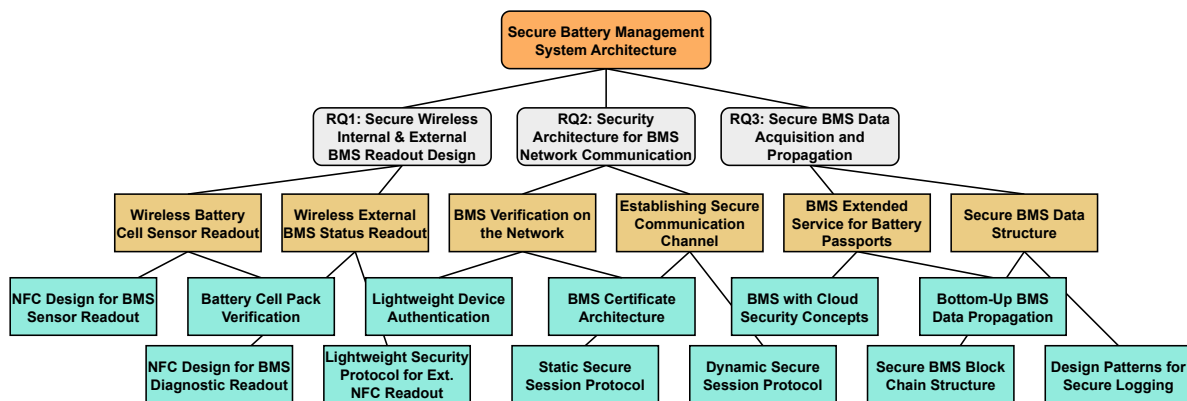 Secure Battery Management
System Architecture
RQ1: Secure Wireless
Internal & External
BMS Readout Design
RQ2: Security
Architecture for BMS
Network Communication
RQ3: Secure BMS Data
Acquisition and
Propagation
Wireless Battery
Cell Sensor Readout
Wireless External
BMS Status Readout
BMS Verification on
the Network
Establishing Secure
Communication
Channel
BMS Extended
Service for Battery
Passports
Secure BMS Data
Structure
NFC Design for BMS
Sensor Readout
Battery Cell Pack
Verification
Lightweight Device
Authentication
BMS Certificate
Architecture
BMS with Cloud
Security Concepts
Bottom-Up BMS
Data Propagation
NFC Design for BMS
Diagnostic Readout
Lightweight Security
Protocol for Ext.
NFC Readout
Static Secure
Session Protocol
Dynamic Secure
Session Protocol
Secure BMS Block
Chain Structure
Design Patterns for
Secure Logging